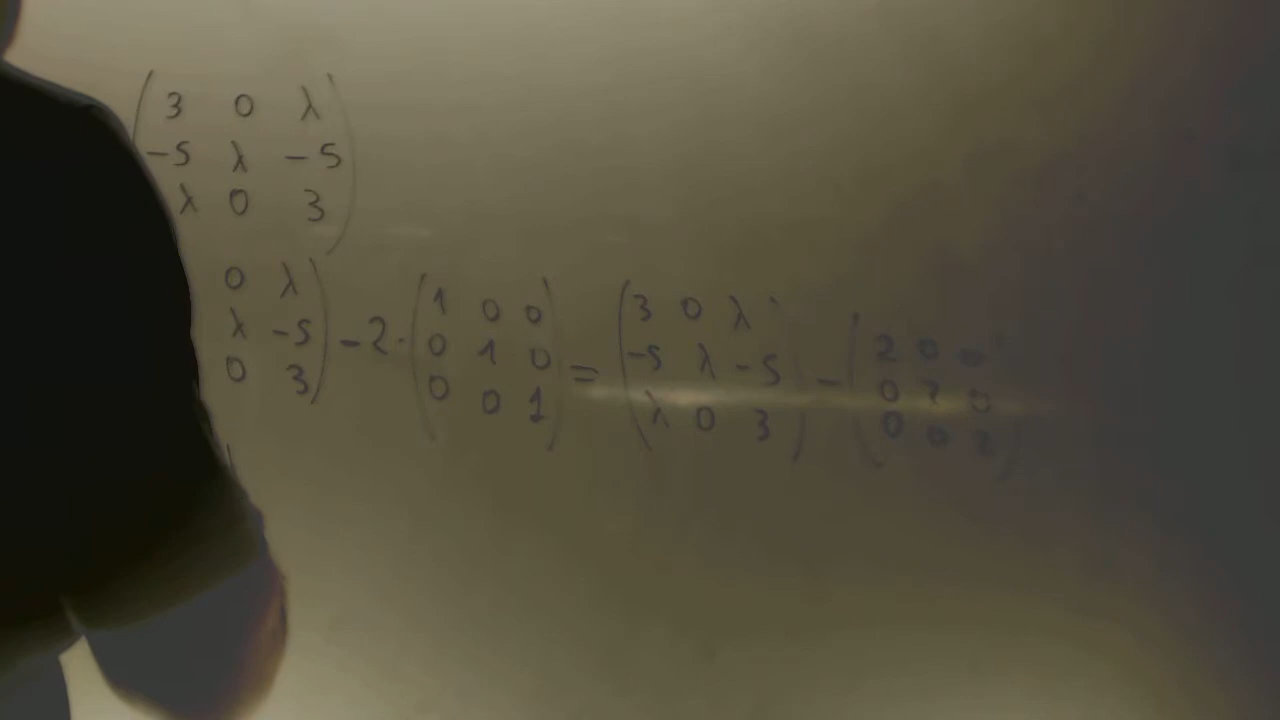 3 0 λ
-5 λ -5
λ 0 3
0 λ
λ -5
0 3
- 2 ·
1 0 0
0 1 0
0 0 1
=
3 0 λ
-5 λ -5
λ 0 3
-
2 0 0
0 2 0
0 0 2